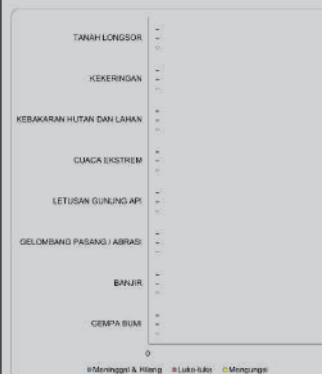 TANAH LONGSOR
KEKERINGAN
KEBAKARAN HUTAN DAN LAHAN
CUACA EKSTREM
LETUSAN GUNUNG API
GELOMBANG PASANG / ABRASI
BANJIR
GEMPA BUMI
0
Meninggal & Hilang Luka-luka Mengungsi